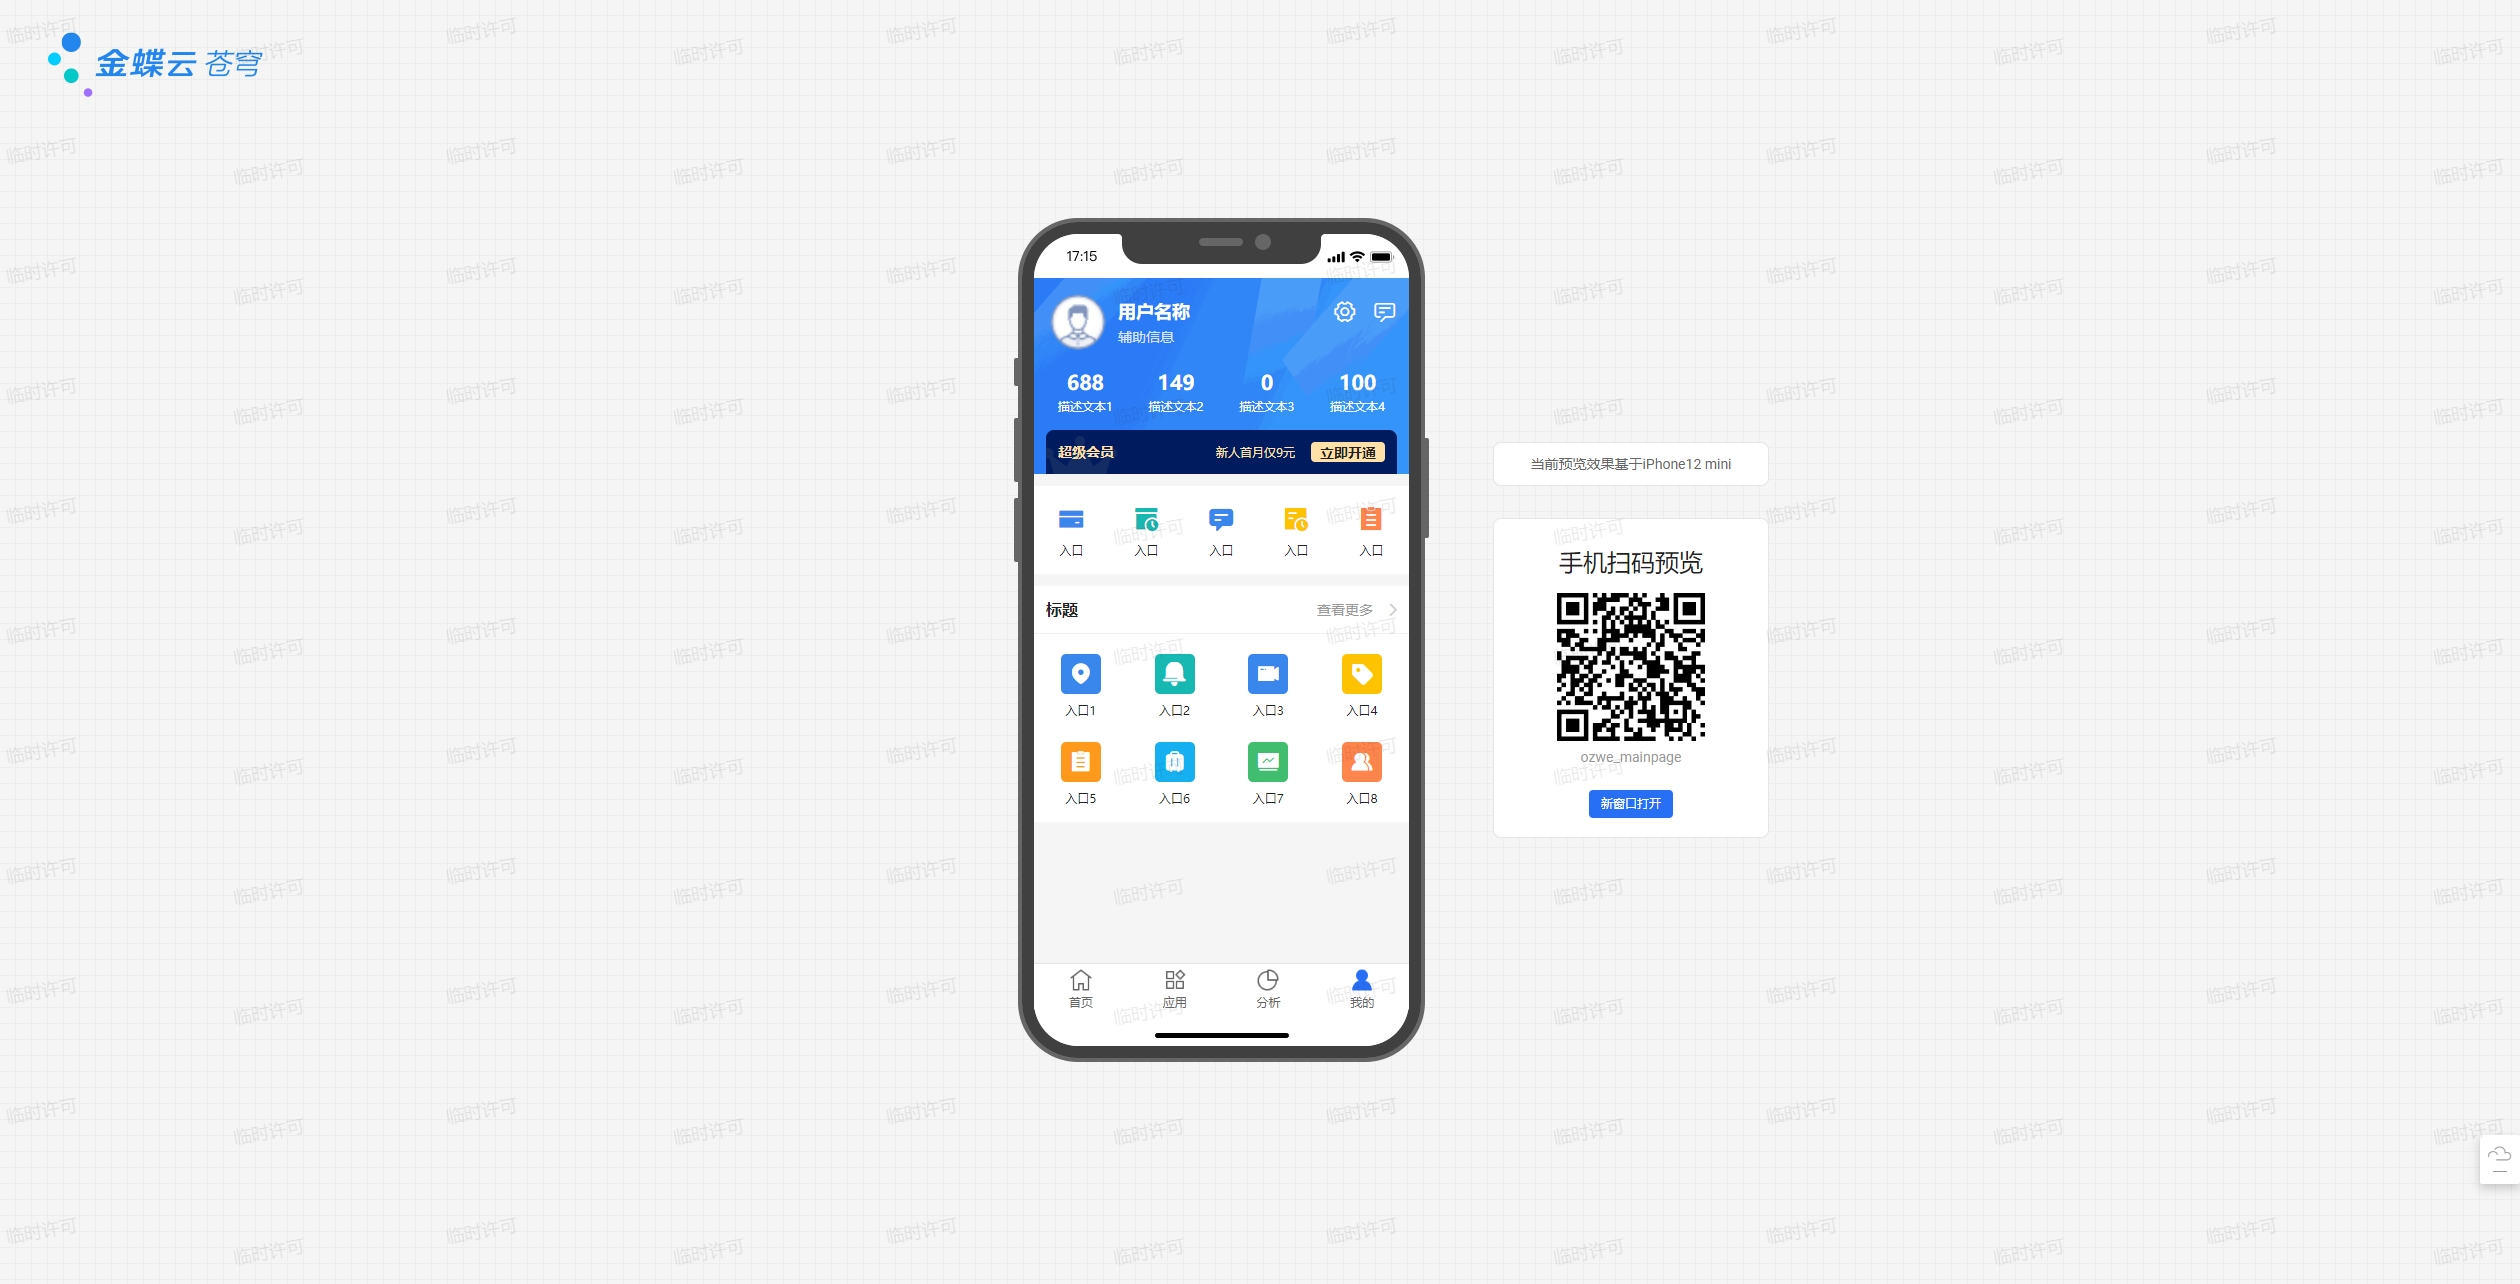 金蝶云 苍穹
17:15
用户名称
辅助信息
688 149 0 100
描述文本1 描述文本2 描述文本3 描述文本4
超级会员 新人首月仅9元 立即开通
入口 入口 入口 入口 入口
标题 查看更多
入口1 入口2 入口3 入口4
入口5 入口6 入口7 入口8
首页 应用 分析 我的
当前预览效果基于iPhone12 mini
手机扫码预览
ozwe_mainpage
新窗口打开
临时许可